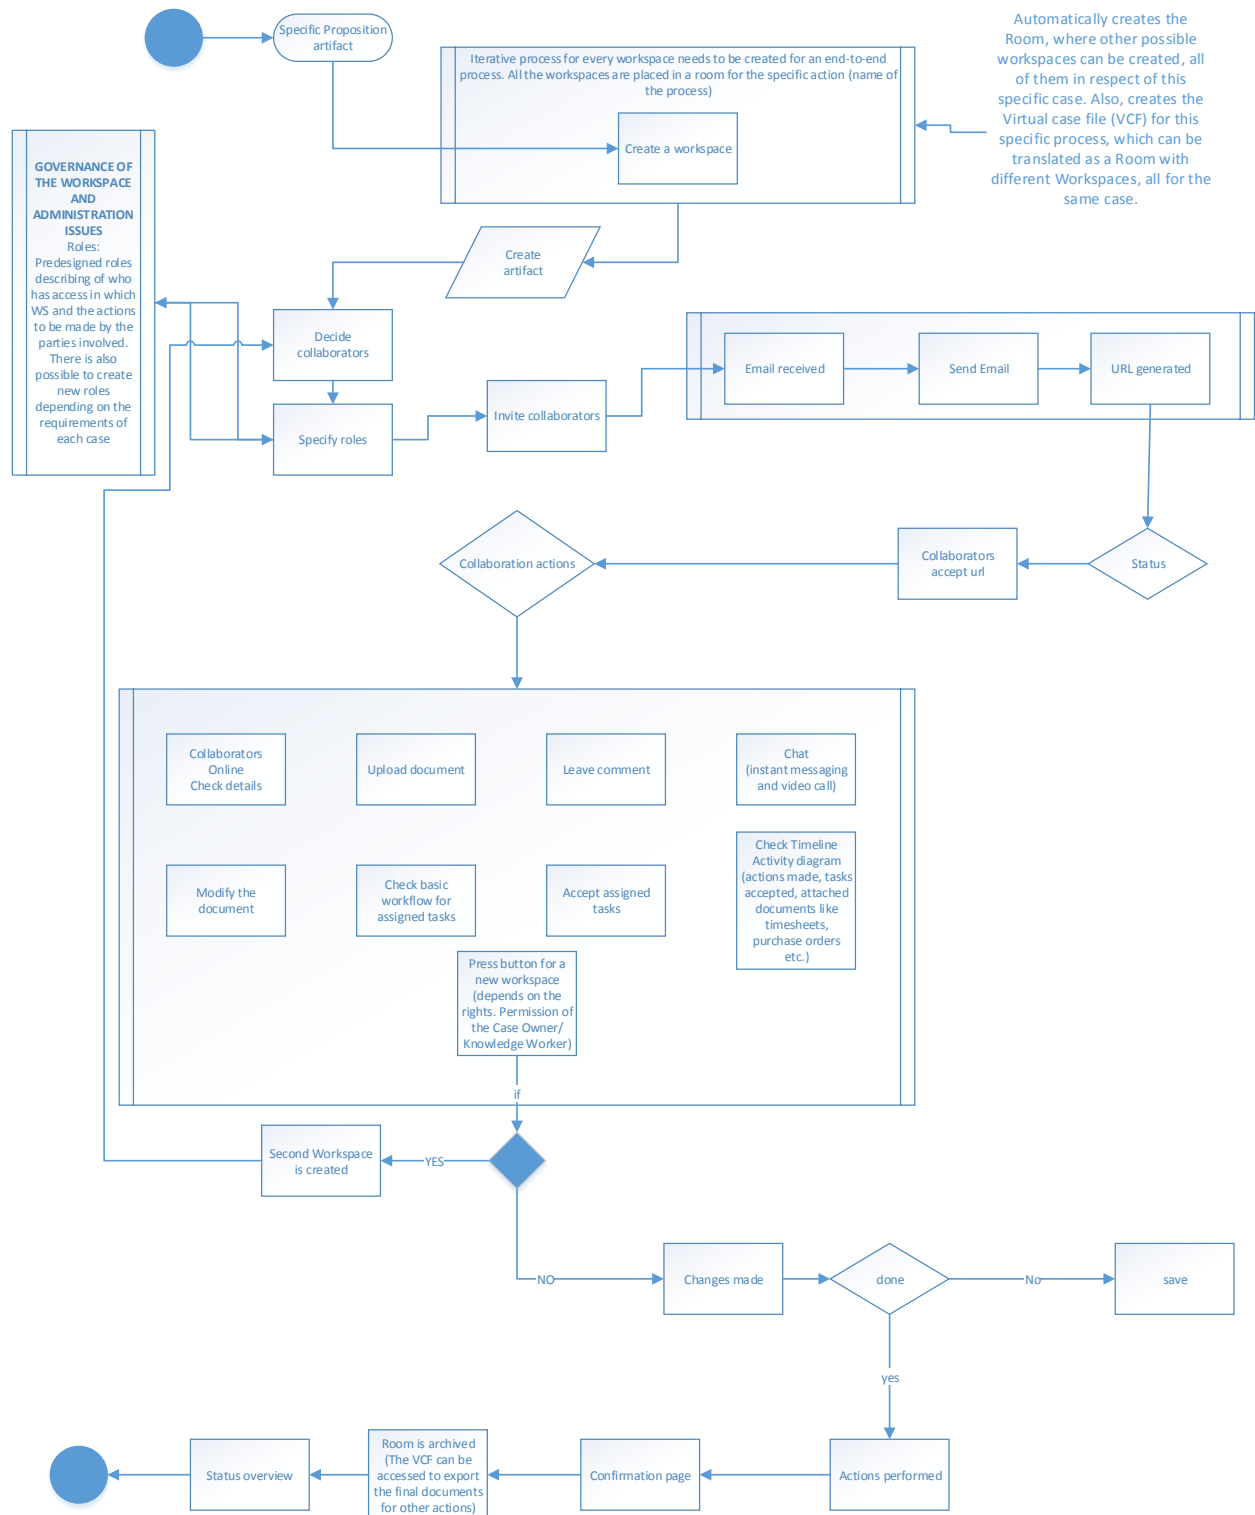 Specific Proposition
artifact
Iterative process for every workspace needs to be created for an end-to-end
process. All the workspaces are placed in a room for the specific action (name of
the process)
Create a workspace
Automatically creates the
Room, where other possible
workspaces can be created, all
of them in respect of this
specific case. Also, creates the
Virtual case file (VCF) for this
specific process, which can be
translated as a Room with
different Workspaces, all for the
same case.
GOVERNANCE OF
THE WORKSPACE
AND
ADMINISTRATION
ISSUES
Roles:
Predesigned roles
describing of who
has access in which
WS and the actions
to be made by the
parties involved.
There is also
possible to create
new roles
depending on the
requirements of
each case
Create
artifact
Decide
collaborators
Specify roles
Invite collaborators
Email received
Send Email
URL generated
Status
Collaborators
accept url
Collaboration actions
Collaborators
Online
Check details
Upload document
Leave comment
Chat
(instant messaging
and video call)
Modify the
document
Check basic
workflow for
assigned tasks
Accept assigned
tasks
Check Timeline
Activity diagram
(actions made, tasks
accepted, attached
documents like
timesheets,
purchase orders
etc.)
Press button for a
new workspace
(depends on the
rights. Permission of
the Case Owner/
Knowledge Worker)
if
YES
Second Workspace
is created
NO
Changes made
done
No
save
yes
Actions performed
Confirmation page
Room is archived
(The VCF can be
accessed to export
the final documents
for other actions)
Status overview